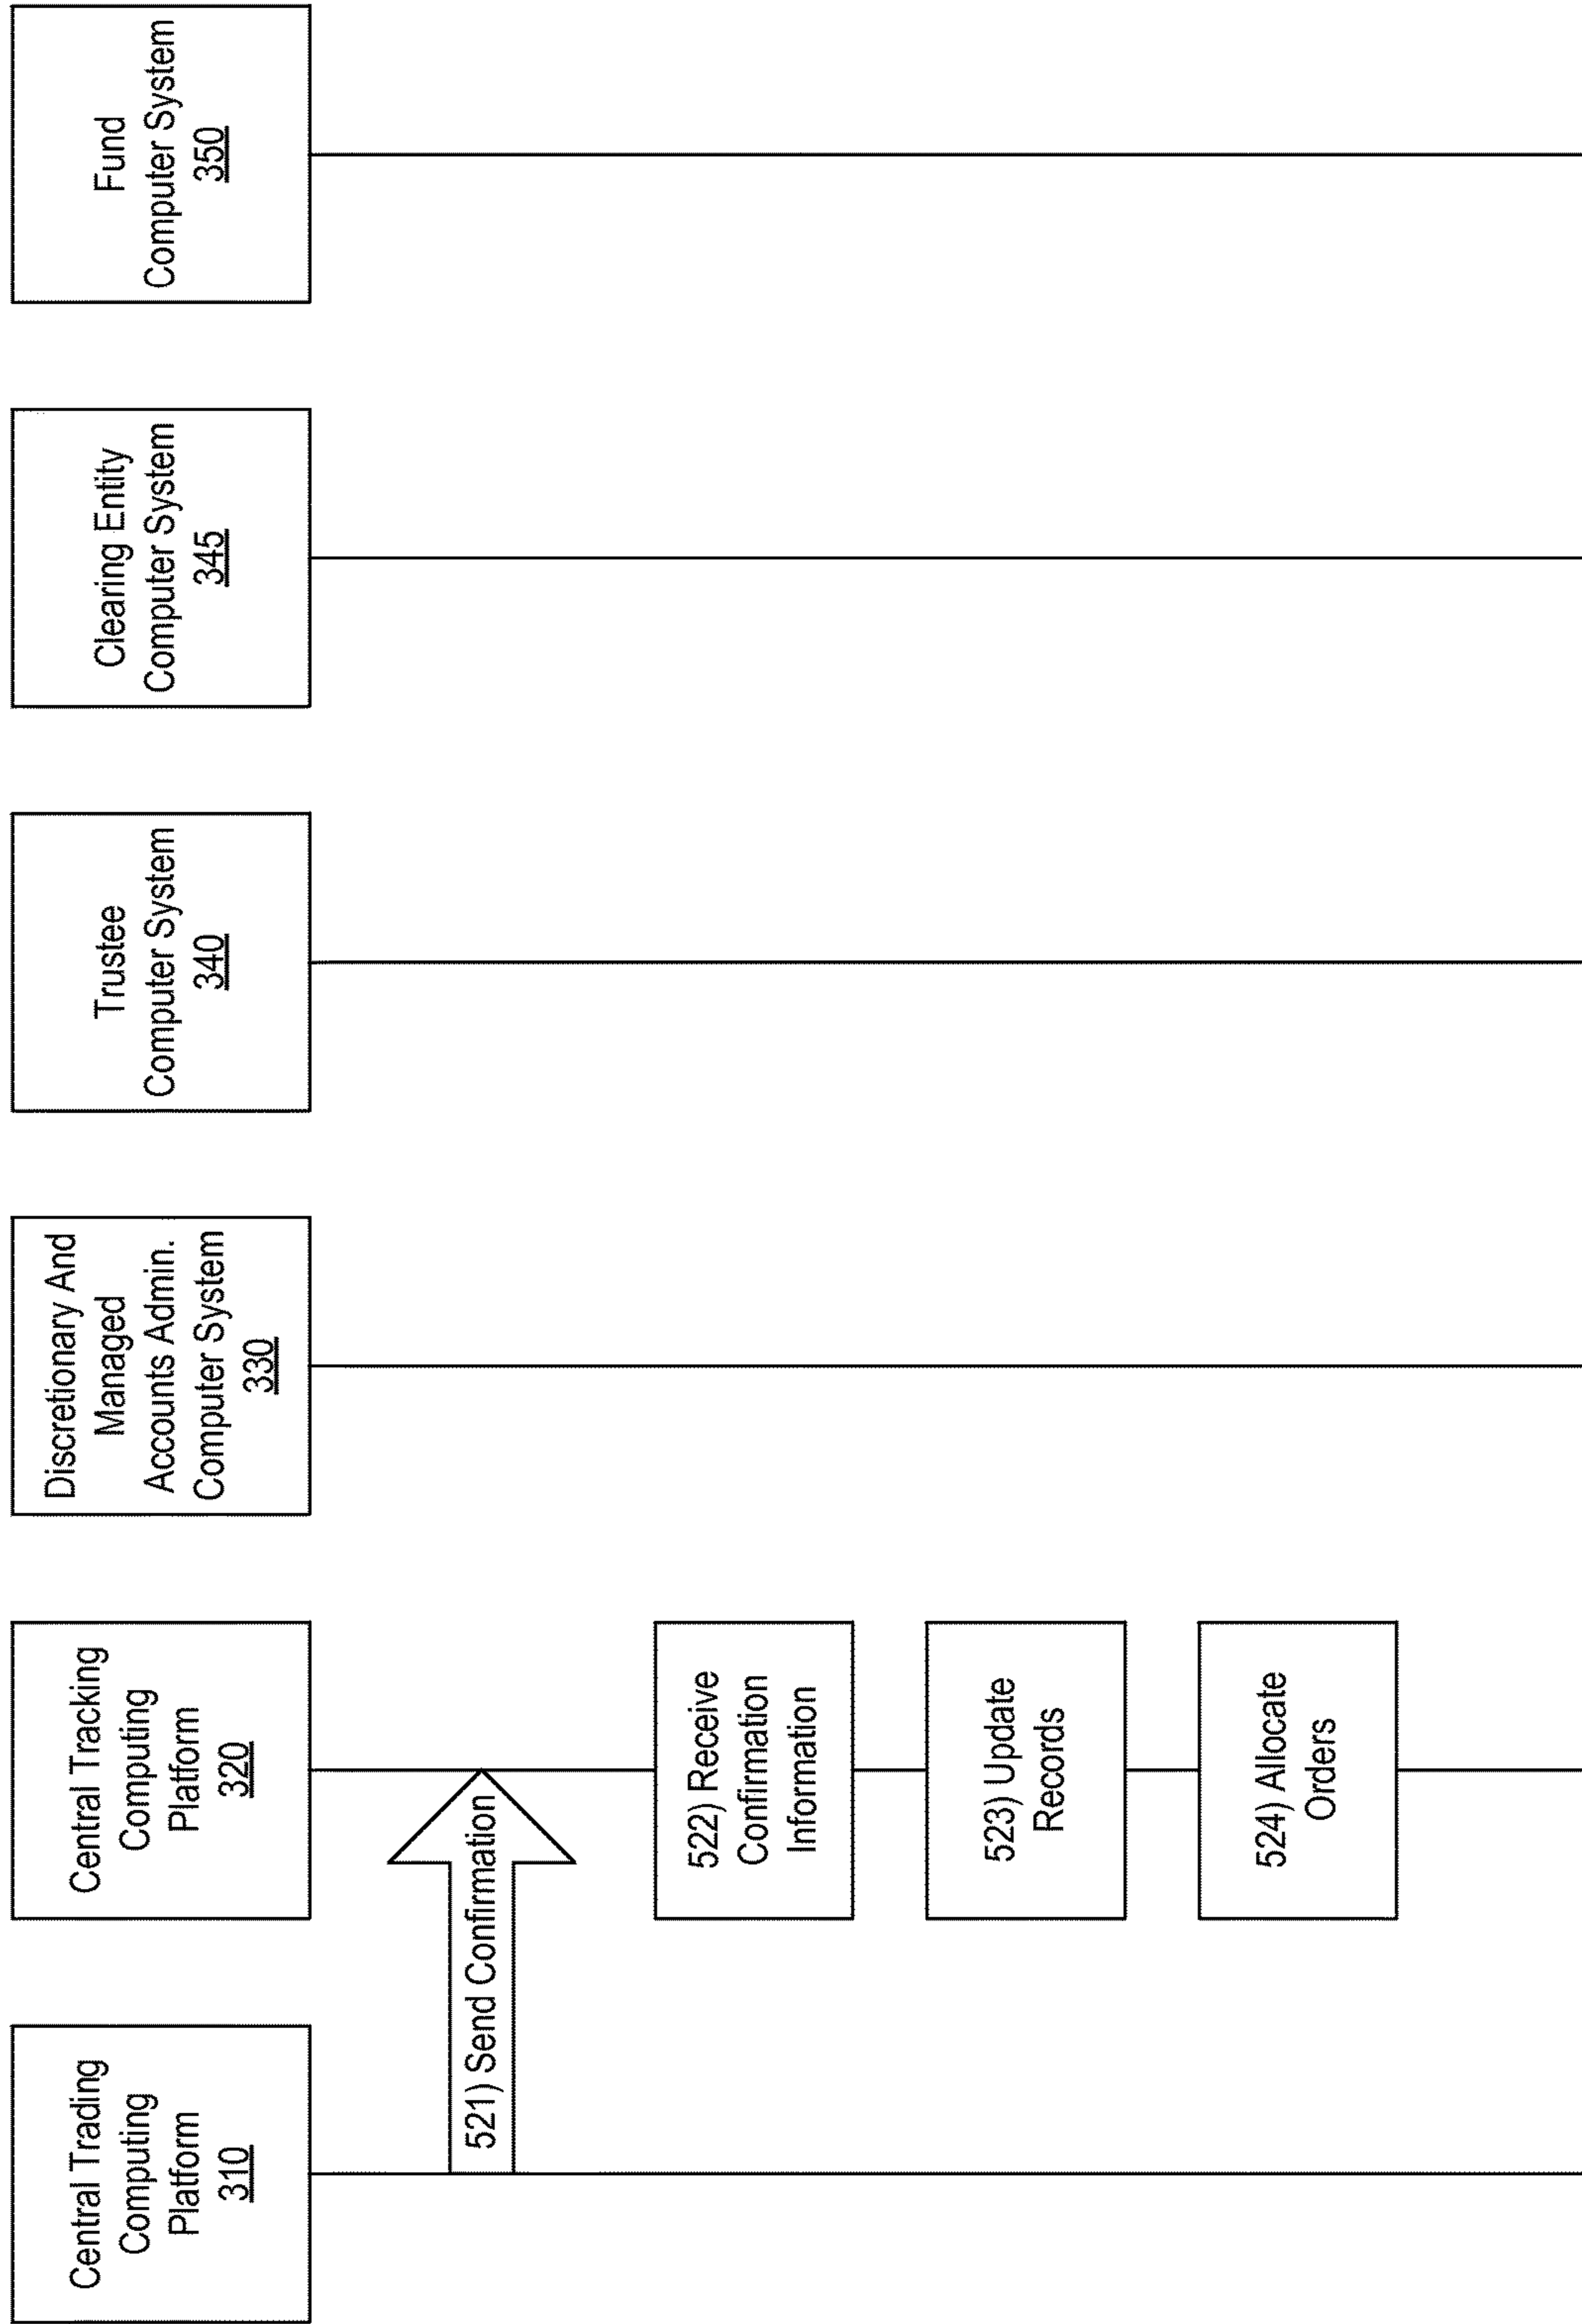 Central Trading
Computing
Platform
310
Central Tracking
Computing
Platform
320
Discretionary And
Managed
Accounts Admin.
Computer System
330
Trustee
Computer System
340
Clearing Entity
Computer System
345
Fund
Computer System
350
521) Send Confirmation
522) Receive
Confirmation
Information
523) Update
Records
524) Allocate
Orders